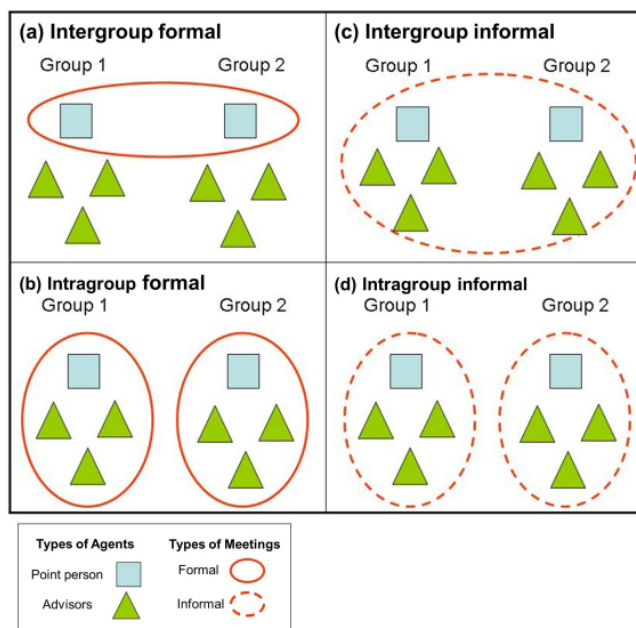 (a) Intergroup formal
Group 1 Group 2
(c) Intergroup informal
Group 1 Group 2
(b) Intragroup formal
Group 1 Group 2
(d) Intragroup informal
Group 1 Group 2
Types of Agents
Point person
Advisors
Types of Meetings
Formal
Informal